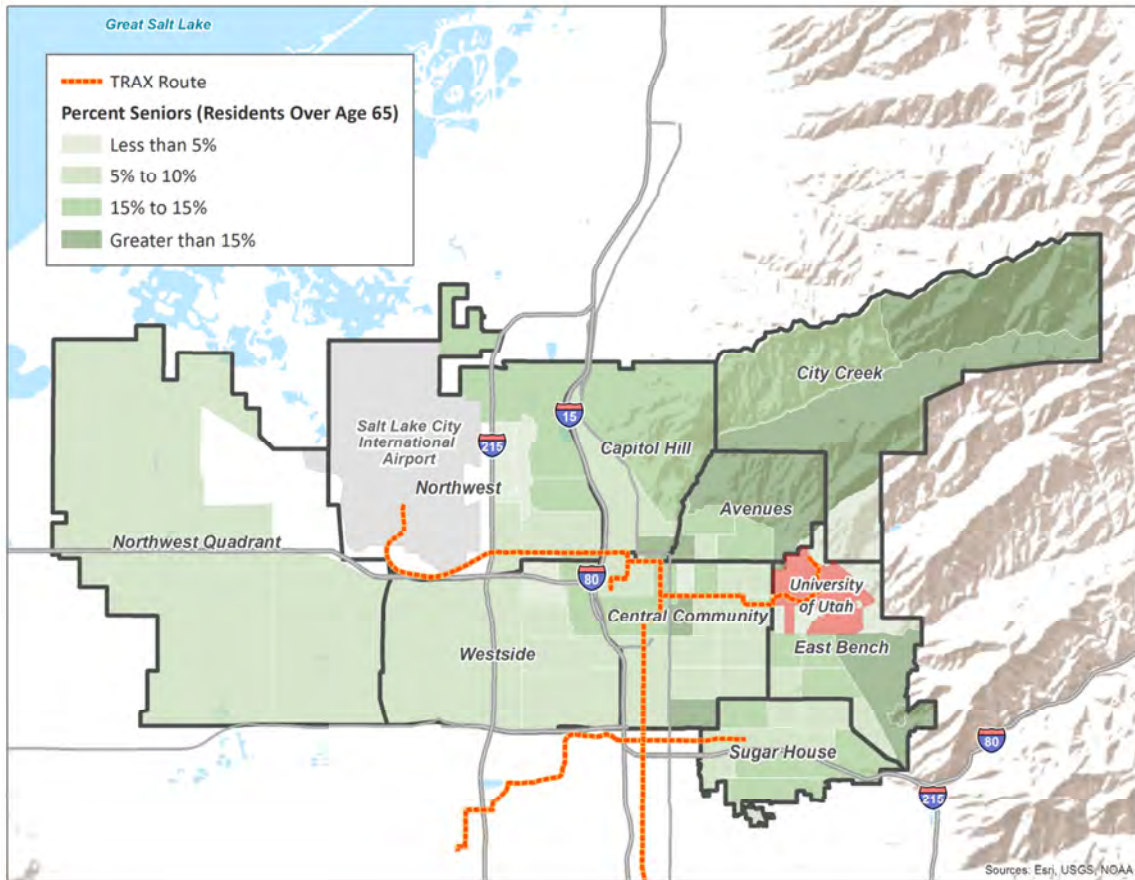 Great Salt Lake
TRAX Route
Percent Seniors (Residents Over Age 65)
Less than 5%
5% to 10%
15% to 15%
Greater than 15%
City Creek
15
Salt Lake City
International
Airport
215
Capitol Hill
Northwest
Avenues
Northwest Quadrant
80
University
of Utah
Central Community
Westside
East Bench
Sugar House
80
215
Sources: Esri, USGS, NOAA